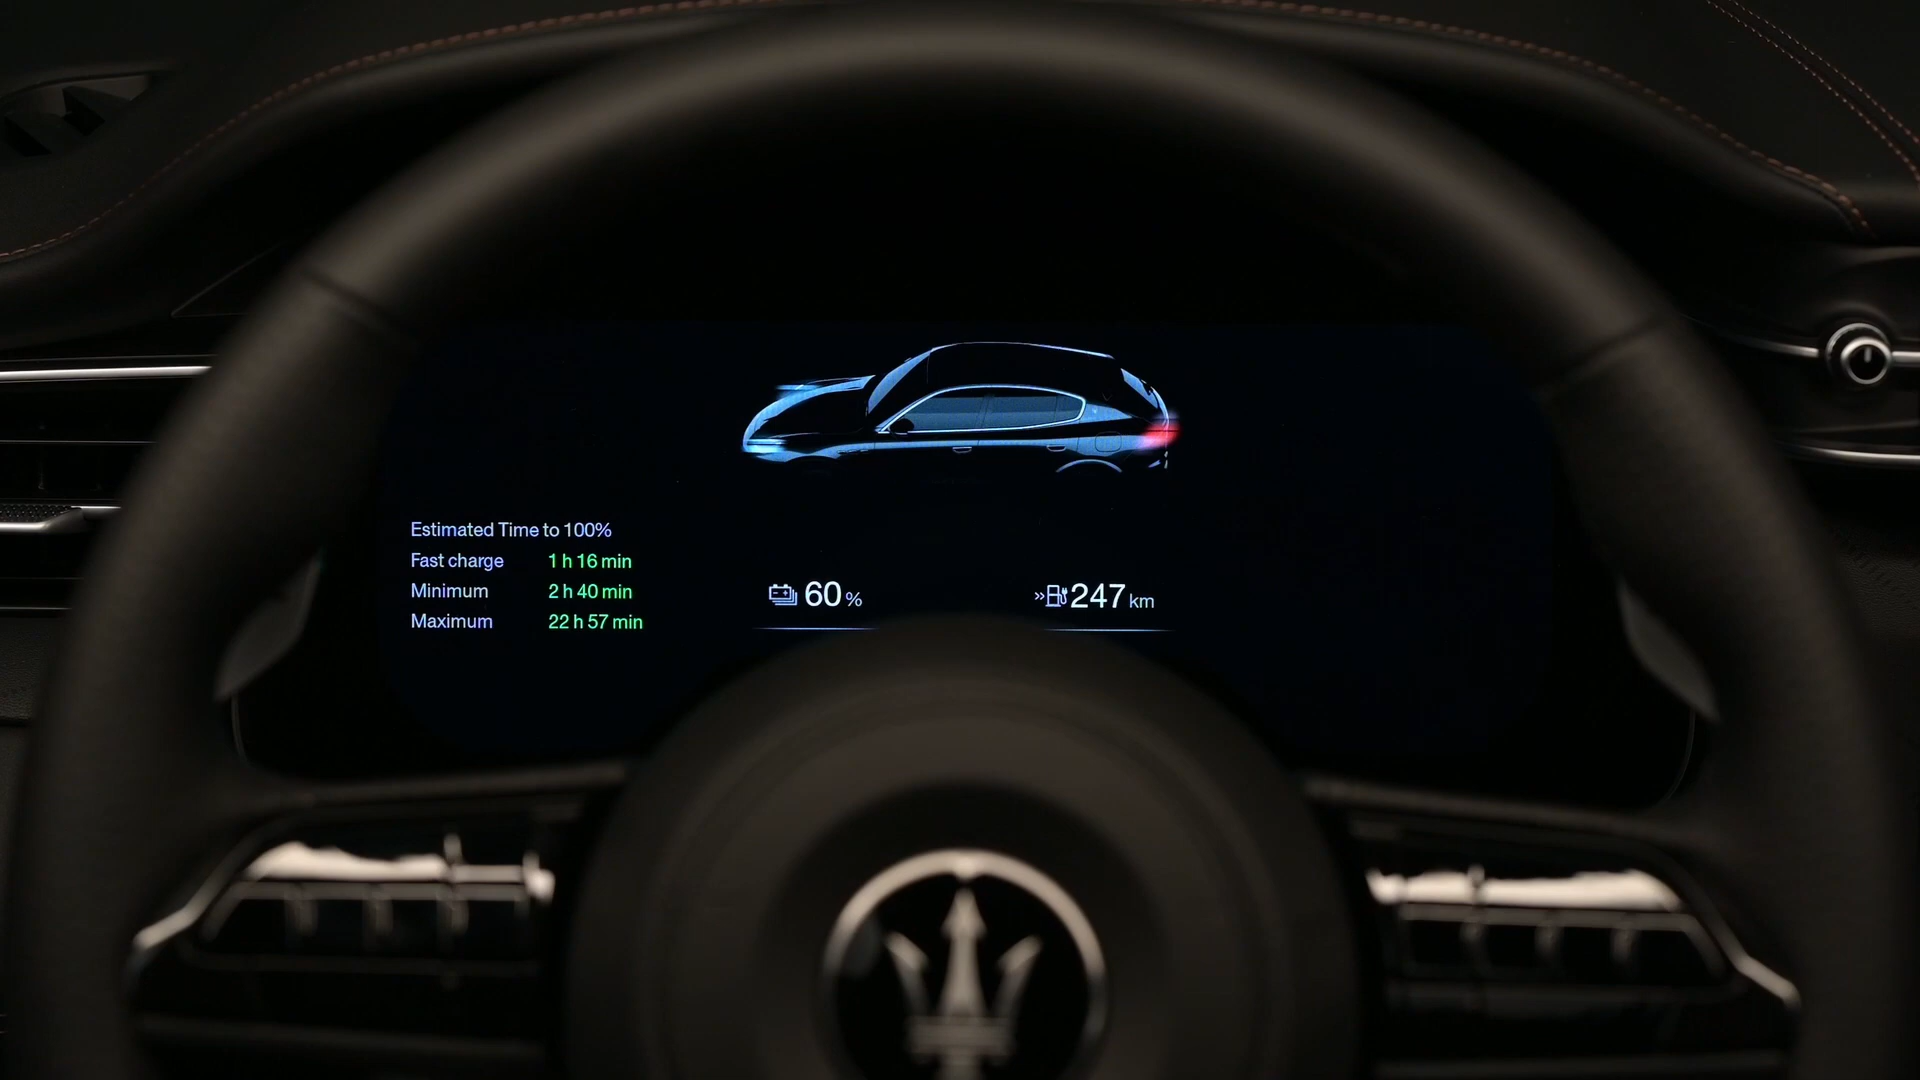 Estimated Time to 100%
Fast charge 1 h 16 min
Minimum 2 h 40 min
Maximum 22 h 57 min
60 %
»247 km